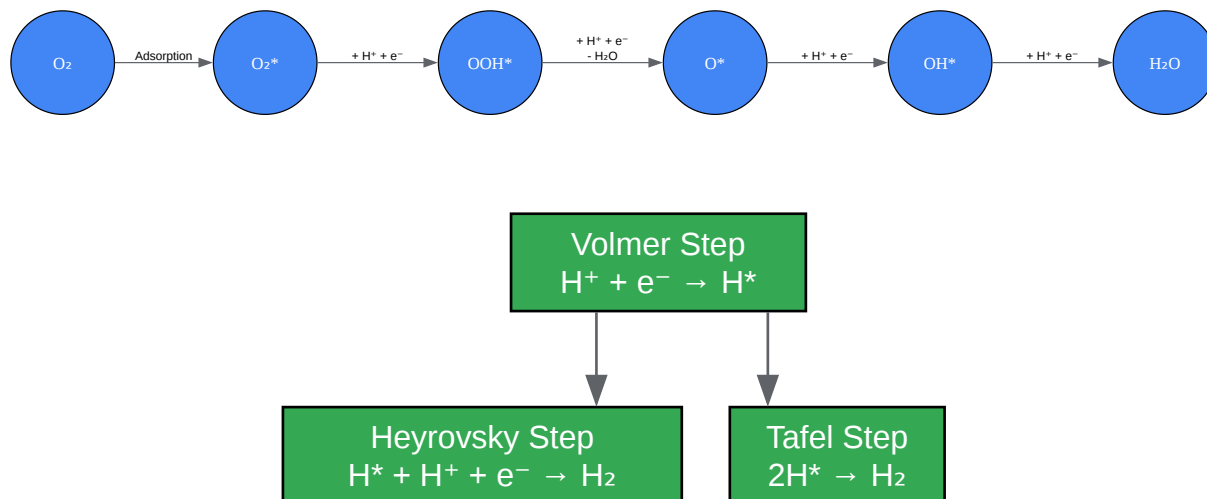 O₂
Adsorption
O₂*
+ H⁺ + e⁻
OOH*
+ H⁺ + e⁻
- H₂O
O*
+ H⁺ + e⁻
OH*
+ H⁺ + e⁻
H₂O
Volmer Step
H⁺ + e⁻ → H*
Heyrovsky Step
H* + H⁺ + e⁻ → H₂
Tafel Step
2H* → H₂